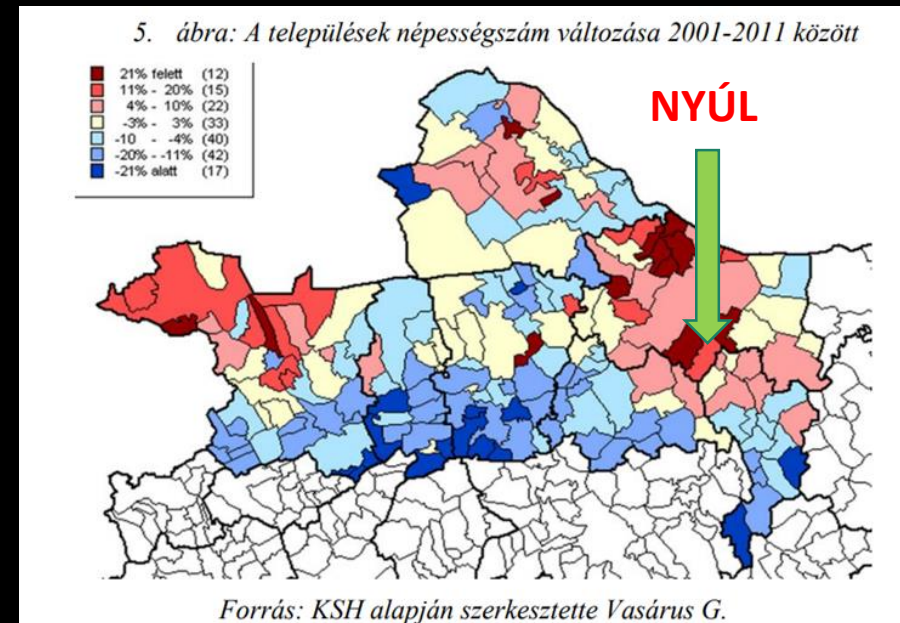 5. ábra: A települések népességszám változása 2001-2011 között
21% felett (12)
11% - 20% (15)
4% - 10% (22)
-3% - 3% (33)
-10 - -4% (40)
-20% - -11% (42)
-21% alatt (17)
NYÚL
Forrás: KSH alapján szerkesztette Vasárus G.